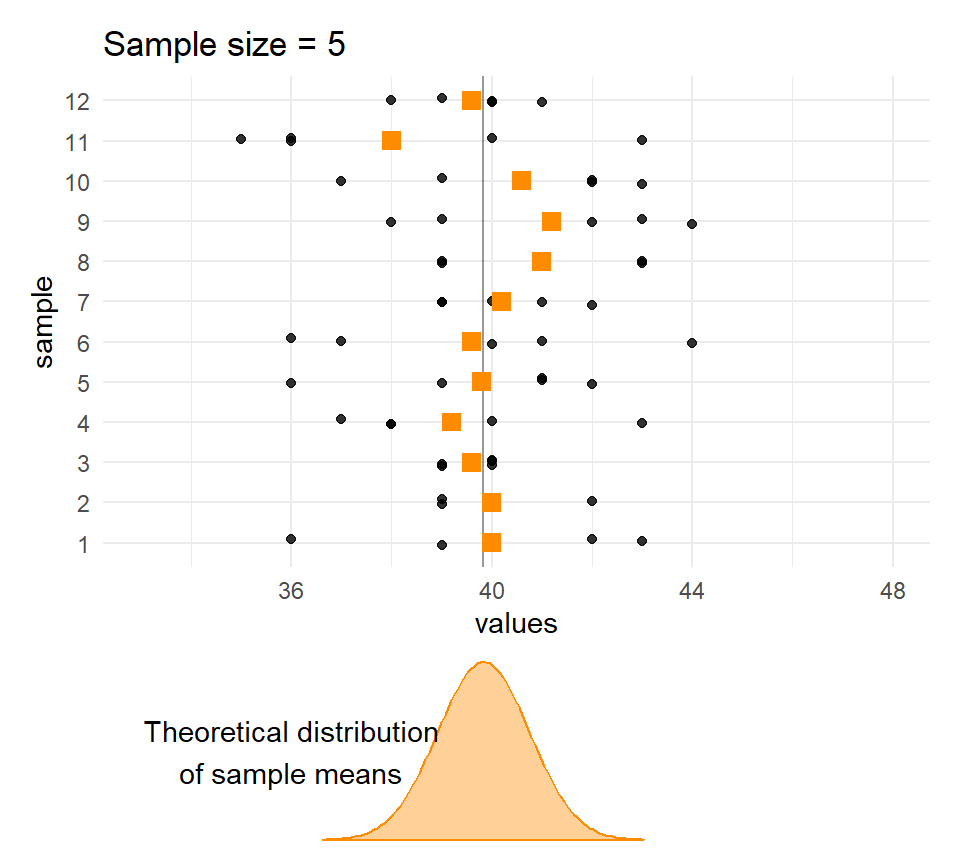 Sample size = 5
12
11
10
9
8
7
6
5
4
3
2
1
sample
36 40 44 48
values
Theoretical distribution
of sample means